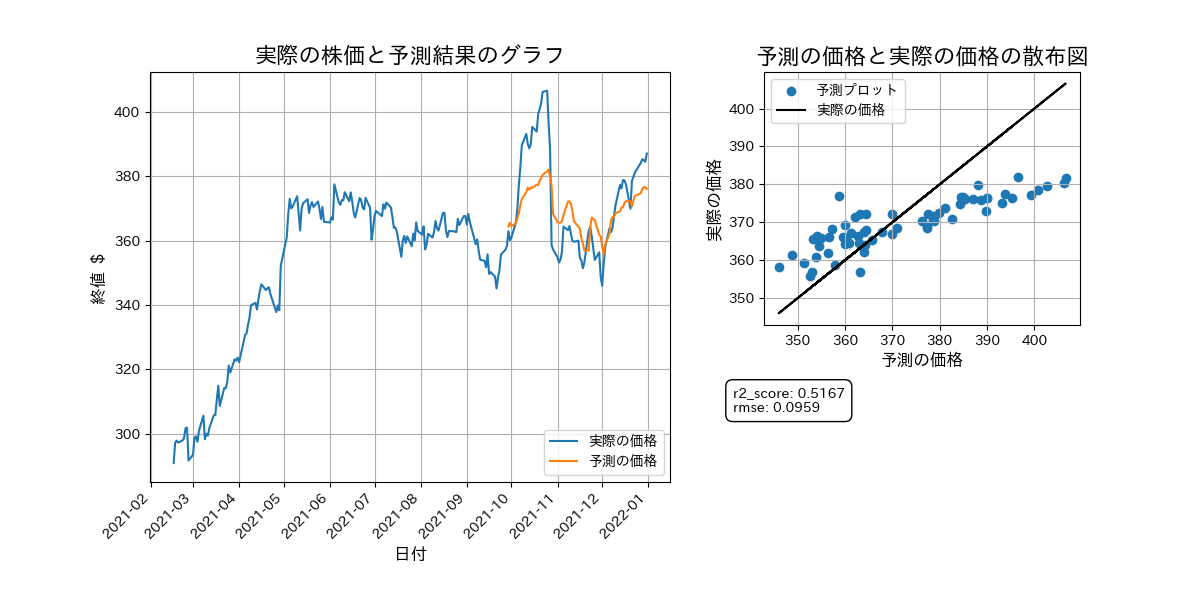 実際の株価と予測結果のグラフ
終値 $
400
380
360
340
320
300
実際の価格
予測の価格
2021-02
2021-03
2021-04
2021-05
2021-06
2021-07
2021-08
2021-09
2021-10
2021-11
2021-12
2022-01
日付
予測の価格と実際の価格の散布図
予測プロット
実際の価格
実際の価格
400
390
380
370
360
350
350
360
370
380
390
400
予測の価格
r2_score: 0.5167
rmse: 0.0959